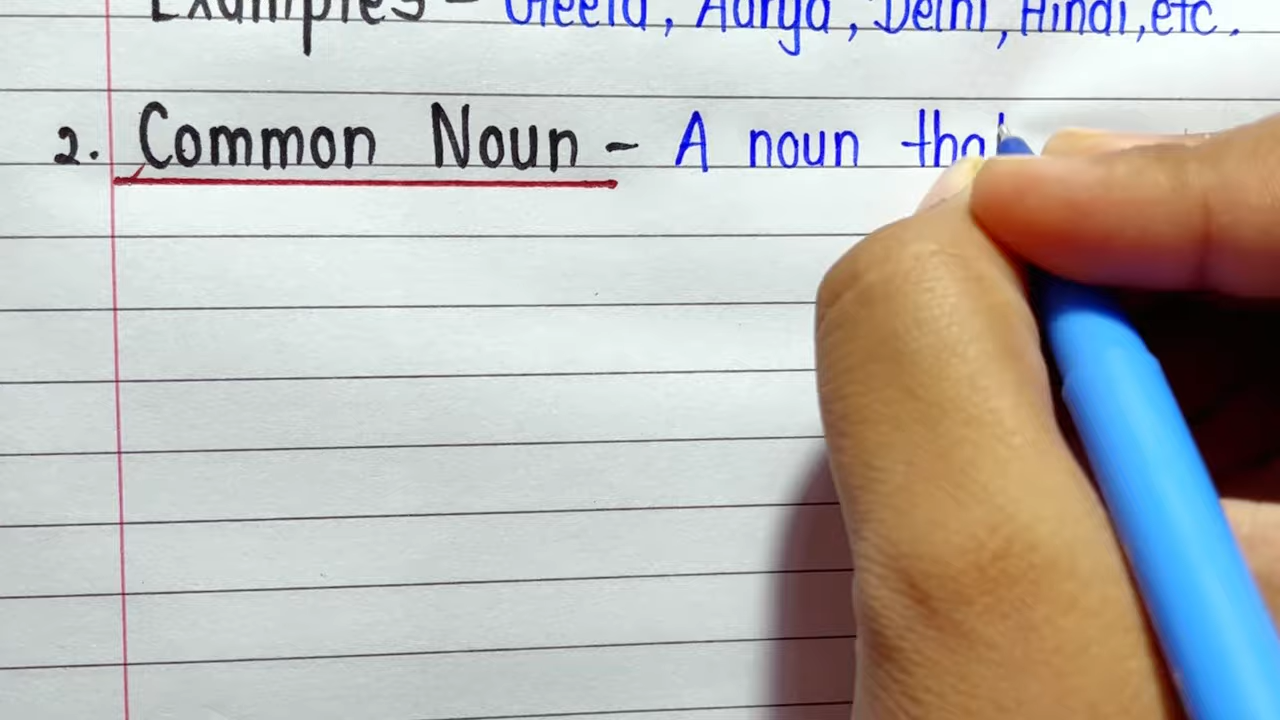 Examples - Geeta, Aarya, Delhi, Hindi, etc.
2. Common Noun - A noun that